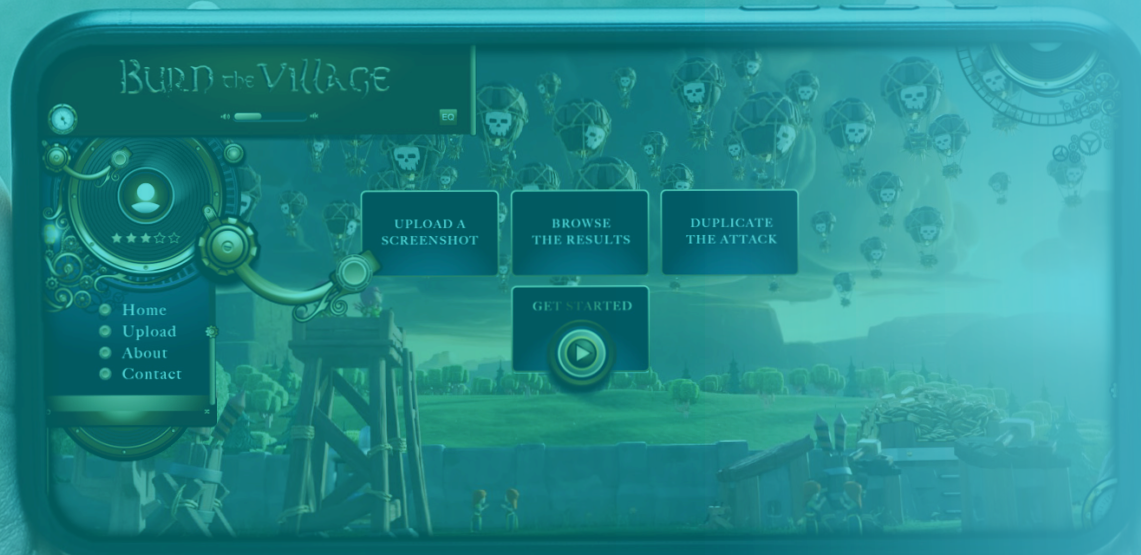 Burn the Village
EQ
UPLOAD A
SCREENSHOT
BROWSE
THE RESULTS
DUPLICATE
THE ATTACK
GET STARTED
Home
Upload
About
Contact